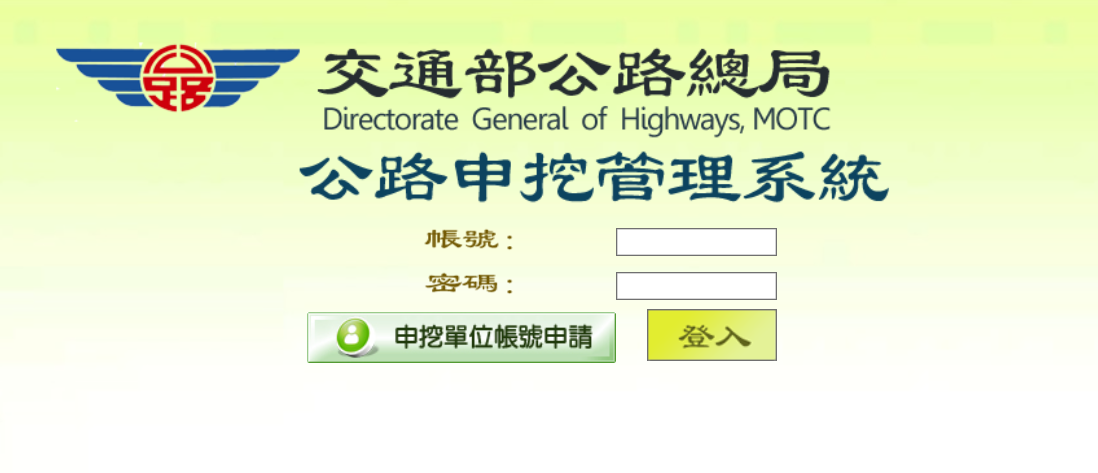 交通部公路總局
Directorate General of Highways, MOTC
公路申挖管理系統
帳號：
密碼：
申挖單位帳號申請
登入